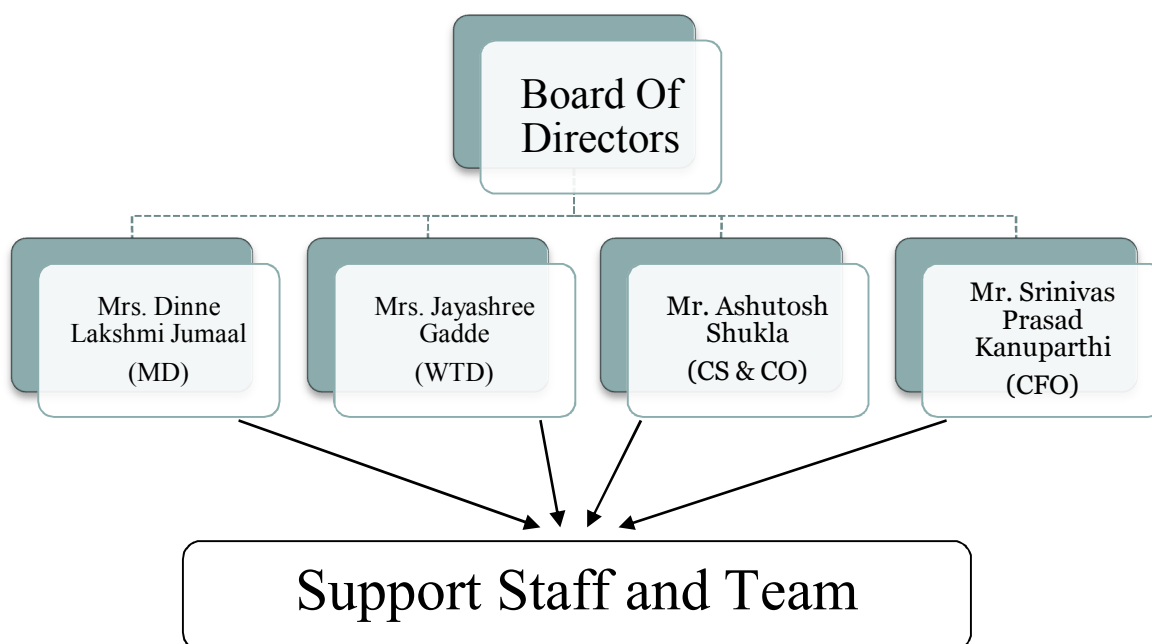 Board Of
Directors
Mrs. Dinne
Lakshmi Jumaal
(MD)
Mrs. Jayashree
Gadde
(WTD)
Mr. Ashutosh
Shukla
(CS & CO)
Mr. Srinivas
Prasad
Kanuparthi
(CFO)
Support Staff and Team